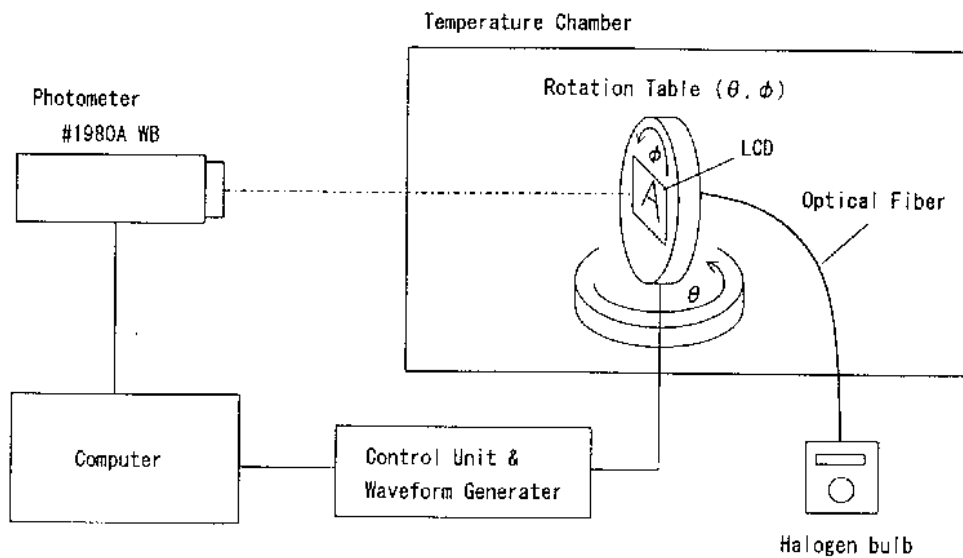 Temperature Chamber
Photometer
#1980A WB
Rotation Table (θ, ϕ)
ϕ
LCD
A
Optical Fiber
θ
Computer
Control Unit &
Waveform Generater
Halogen bulb